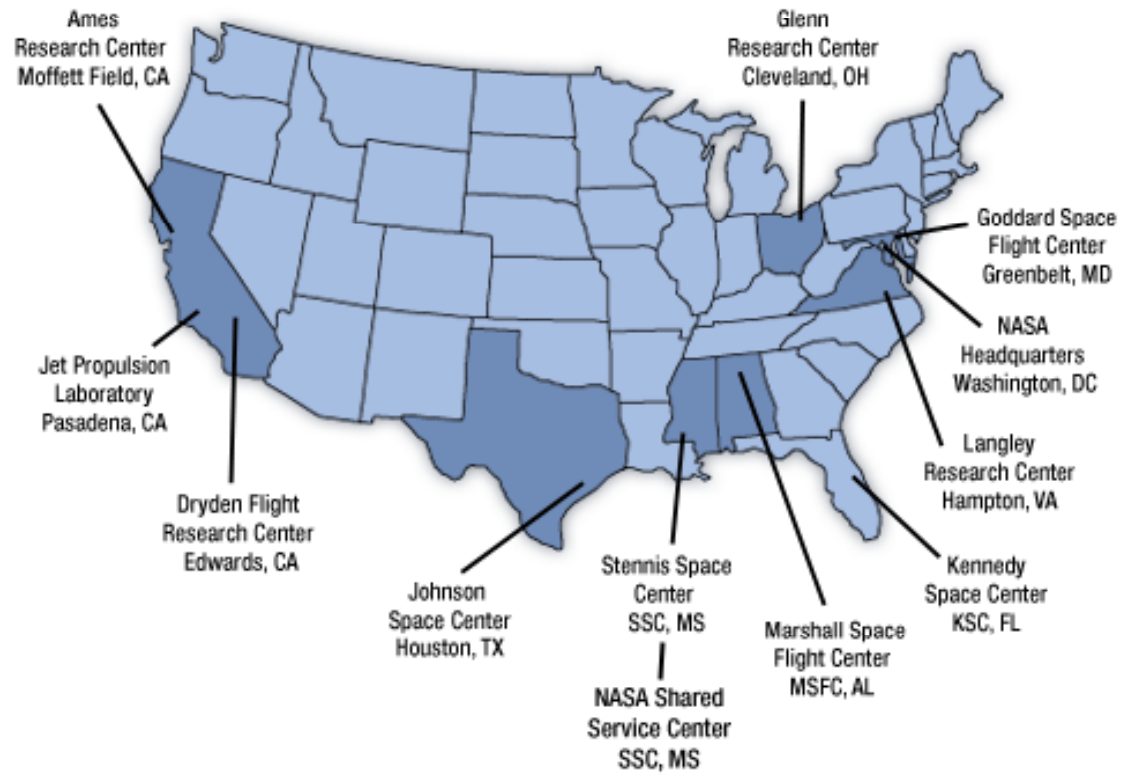 Ames
Research Center
Moffett Field, CA
Glenn
Research Center
Cleveland, OH
Goddard Space
Flight Center
Greenbelt, MD
NASA
Headquarters
Washington, DC
Jet Propulsion
Laboratory
Pasadena, CA
Langley
Research Center
Hampton, VA
Dryden Flight
Research Center
Edwards, CA
Johnson
Space Center
Houston, TX
Stennis Space
Center
SSC, MS
NASA Shared
Service Center
SSC, MS
Marshall Space
Flight Center
MSFC, AL
Kennedy
Space Center
KSC, FL